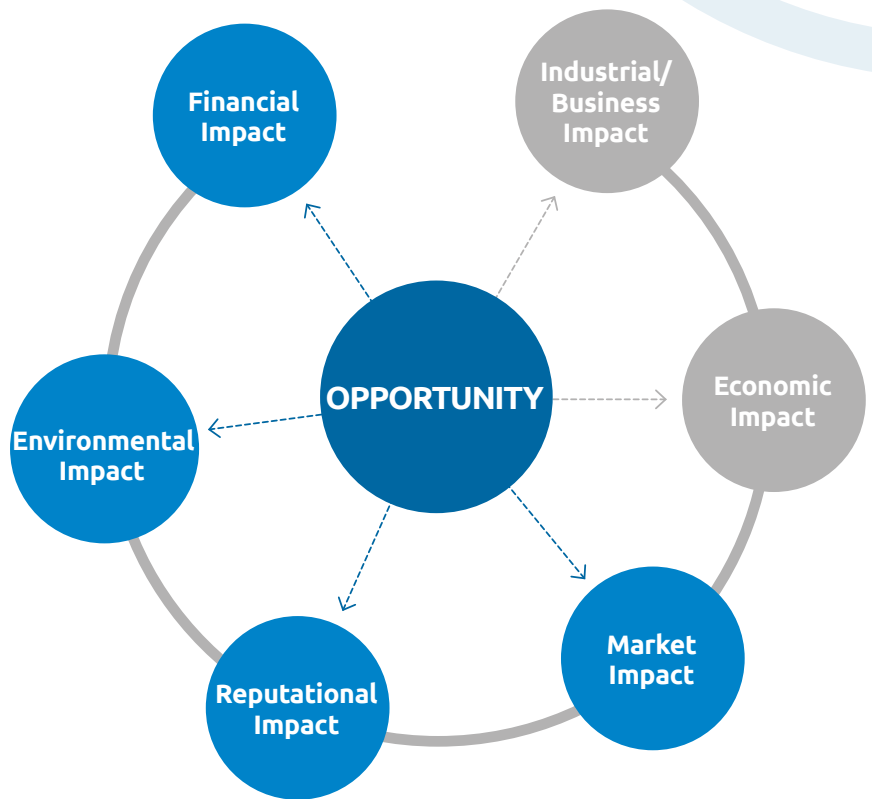 Financial
Impact
Industrial/
Business
Impact
OPPORTUNITY
Economic
Impact
Environmental
Impact
Market
Impact
Reputational
Impact